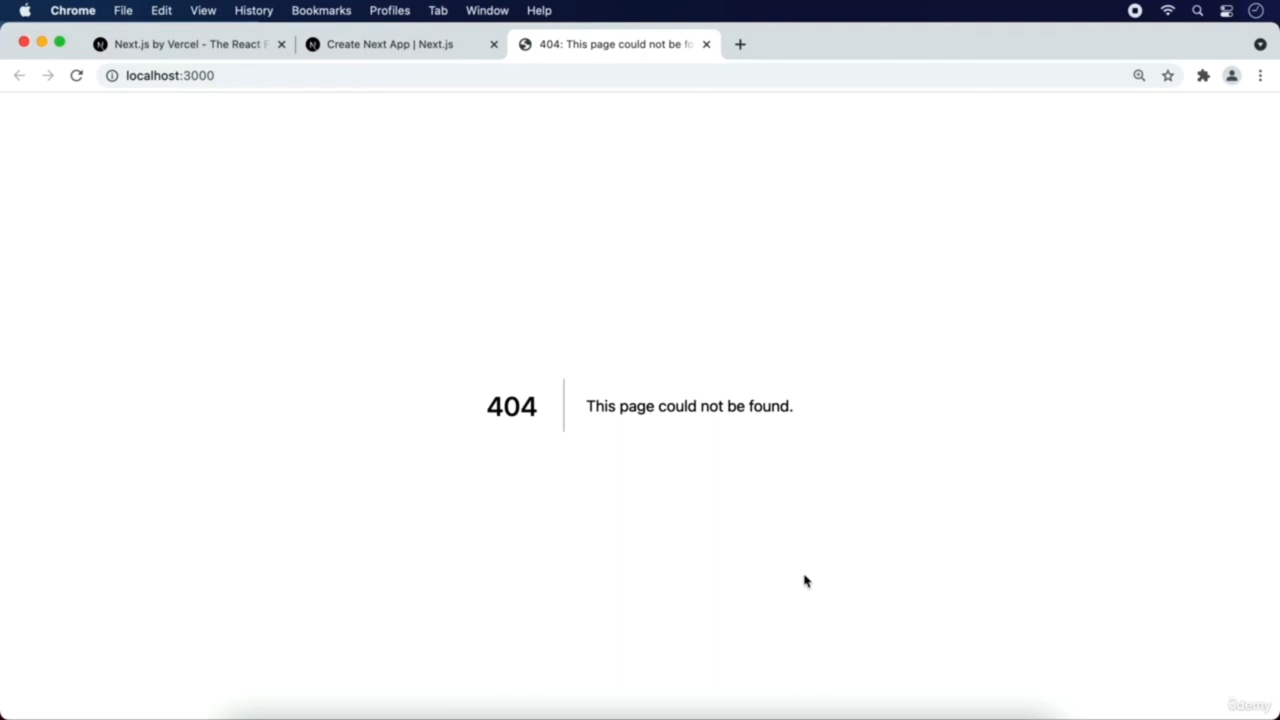 Chrome File Edit View History Bookmarks Profiles Tab Window Help
Next.js by Vercel - The React F
Create Next App | Next.js
404: This page could not be fo
localhost:3000
404
This page could not be found.
ûdemy